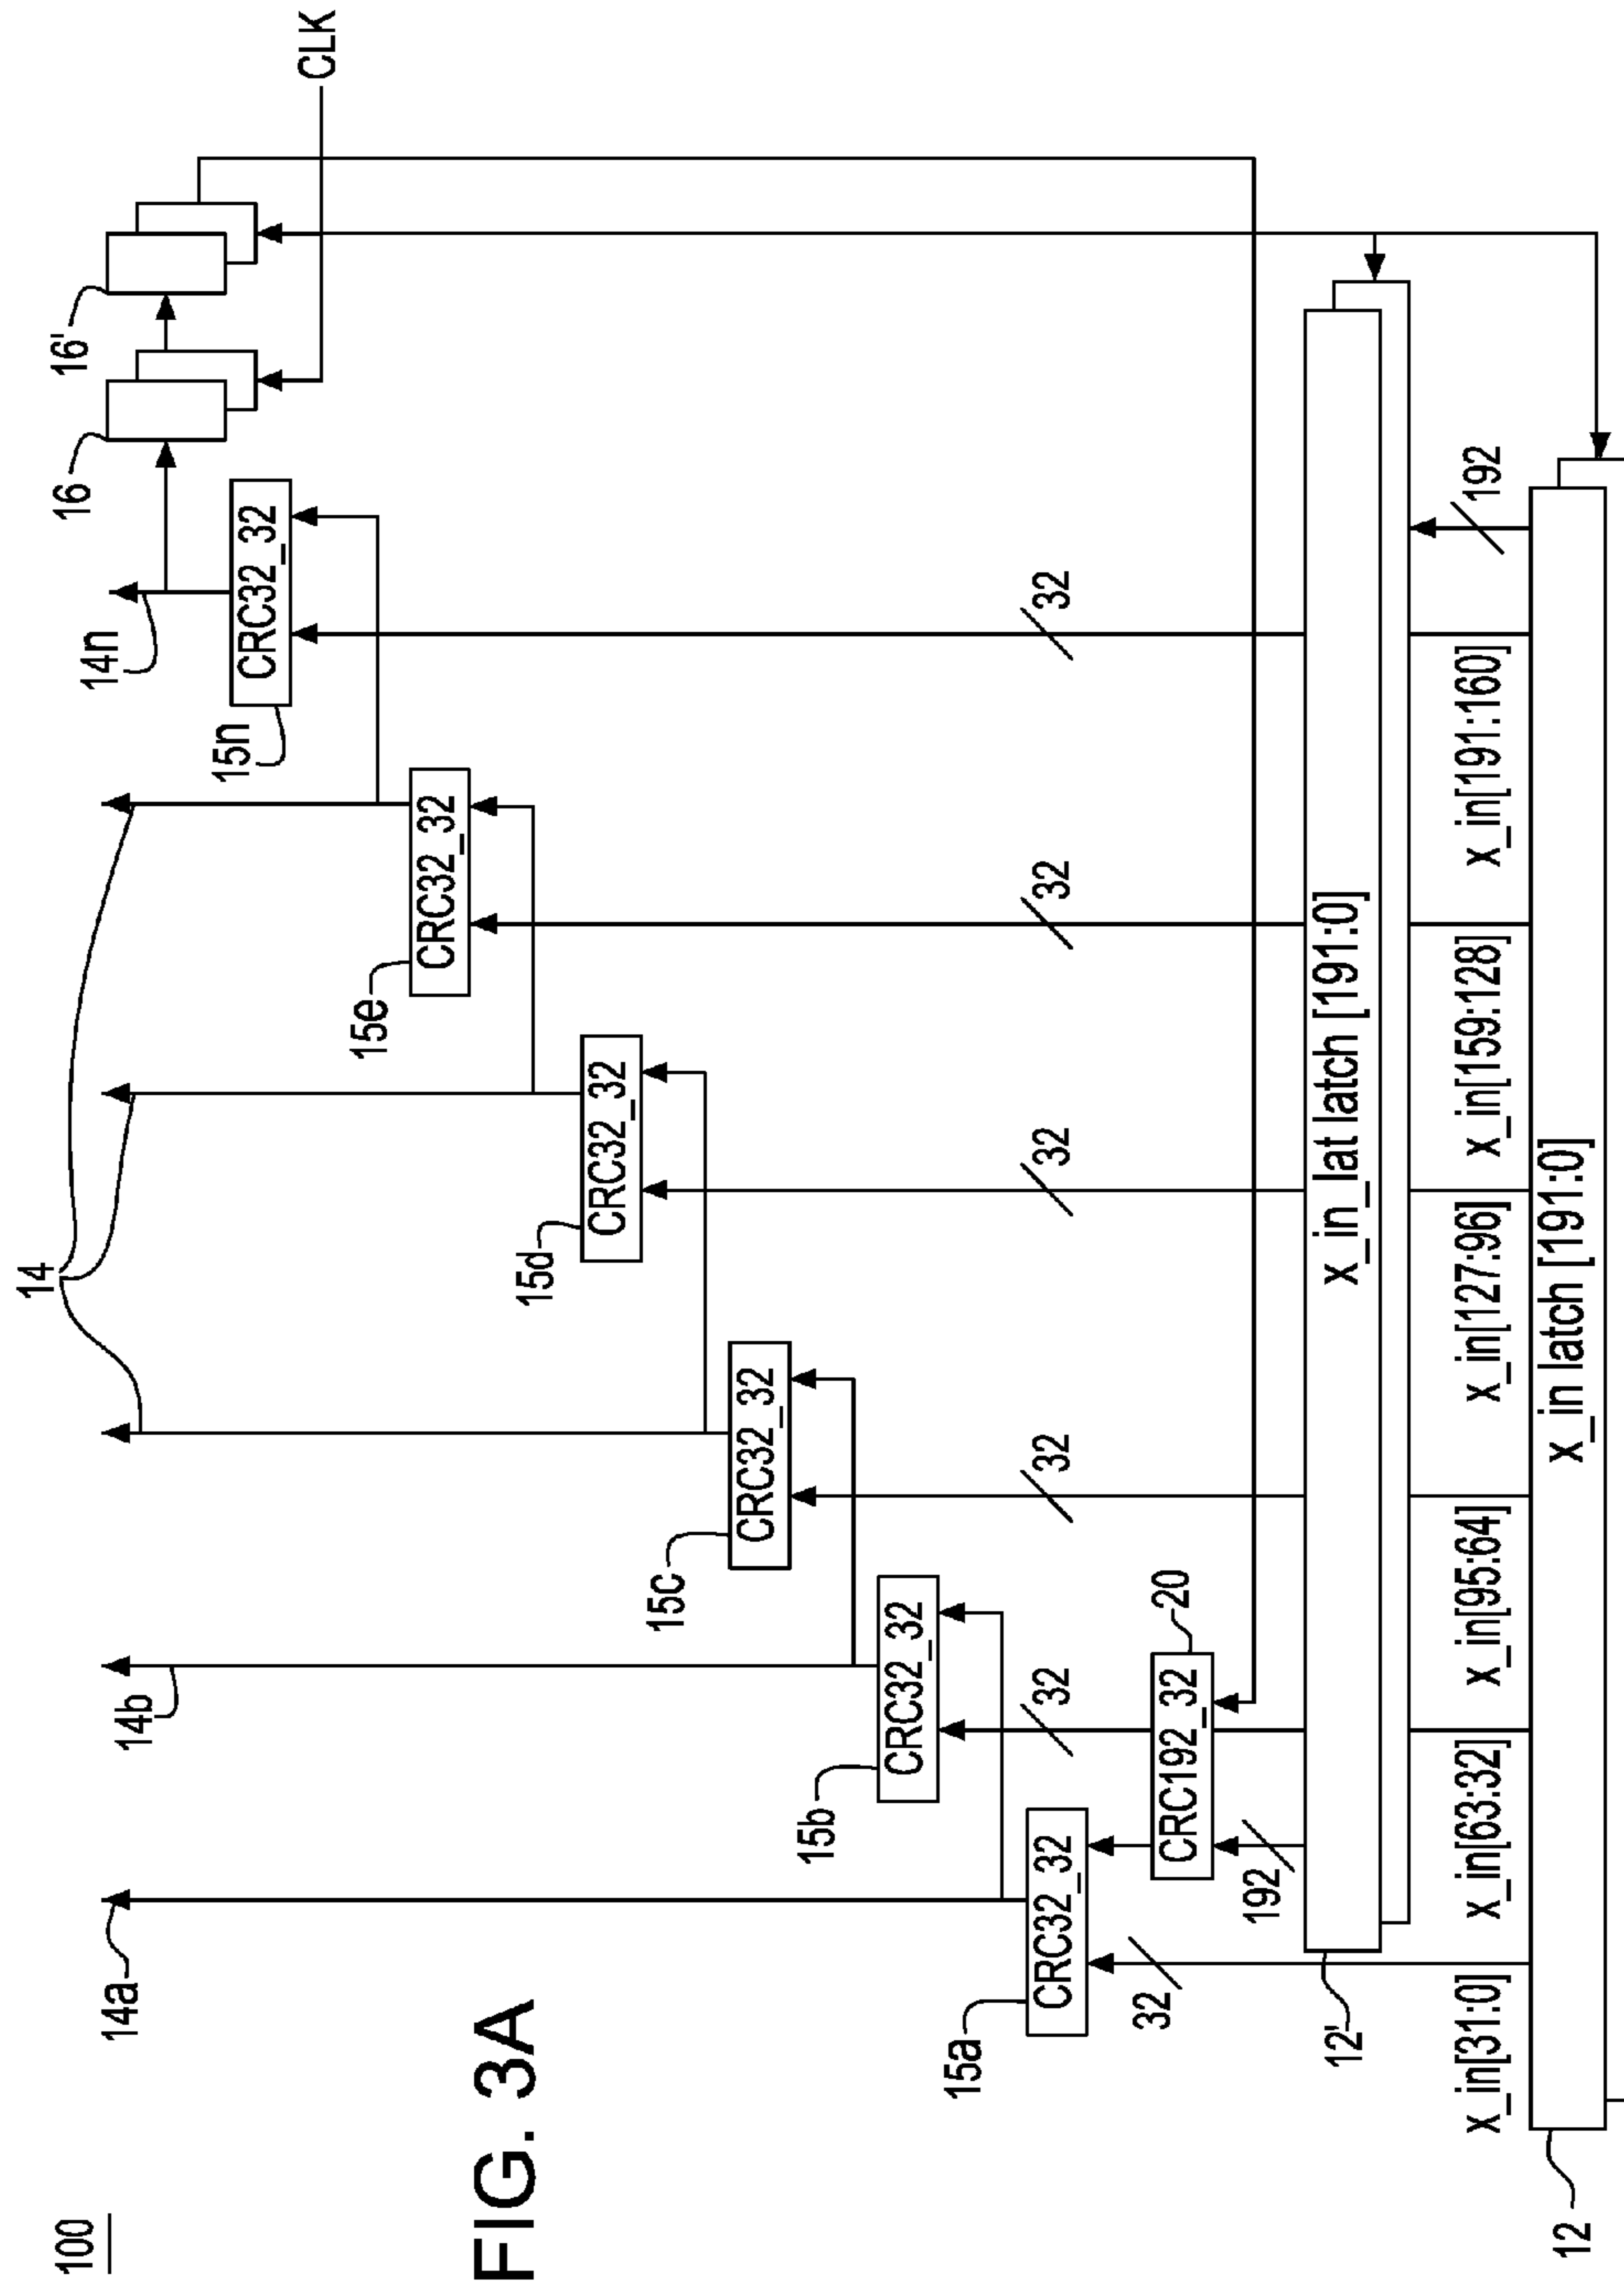 100
FIG. 3A
14
14a
14b
14n
16
16'
CLK
CRC32_32
15n
CRC32_32
15e
CRC32_32
15d
CRC32_32
15c
CRC32_32
15b
CRC32_32
15a
CRC192_32
20
32
32
32
32
32
32
192
192
x_in_lat latch [191:0]
12'
x_in[31:0]
x_in[63:32]
x_in[95:64]
x_in[127:96]
x_in[159:128]
x_in[191:160]
x_in latch [191:0]
12